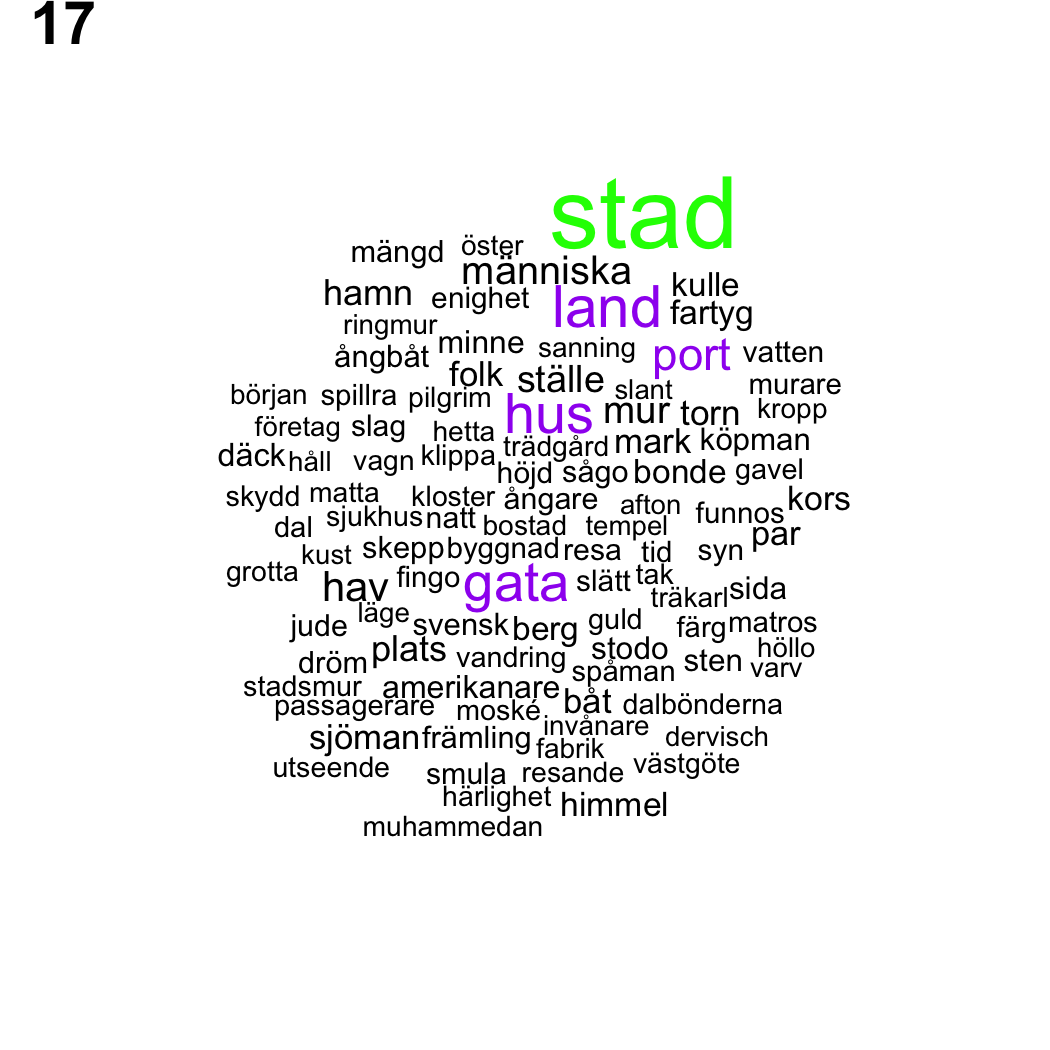 17
stad
mängd öster
människa kulle
hamn enighet land fartyg
ringmur minne sanning port vatten
ångbåt folk ställe slant murare
början spillra pilgrim hus mur torn kropp
företag slag hetta trädgård mark köpman
däck håll vagn klippa höjd sågo bonde gavel
skydd matta kloster ångare afton funnos kors
dal sjukhus natt bostad tempel par
kust skepp byggnad resa tid syn
grotta hav fingo gata slätt tak träkarl sida
jude läge svensk berg guld färg matros
dröm plats vandring stodo sten höllo
spåman varv
stadsmur amerikanare båt dalbönderna
passagerare moské invånare
sjöman främling fabrik dervisch
utseende smula resande västgöte
härlighet himmel
muhammedan